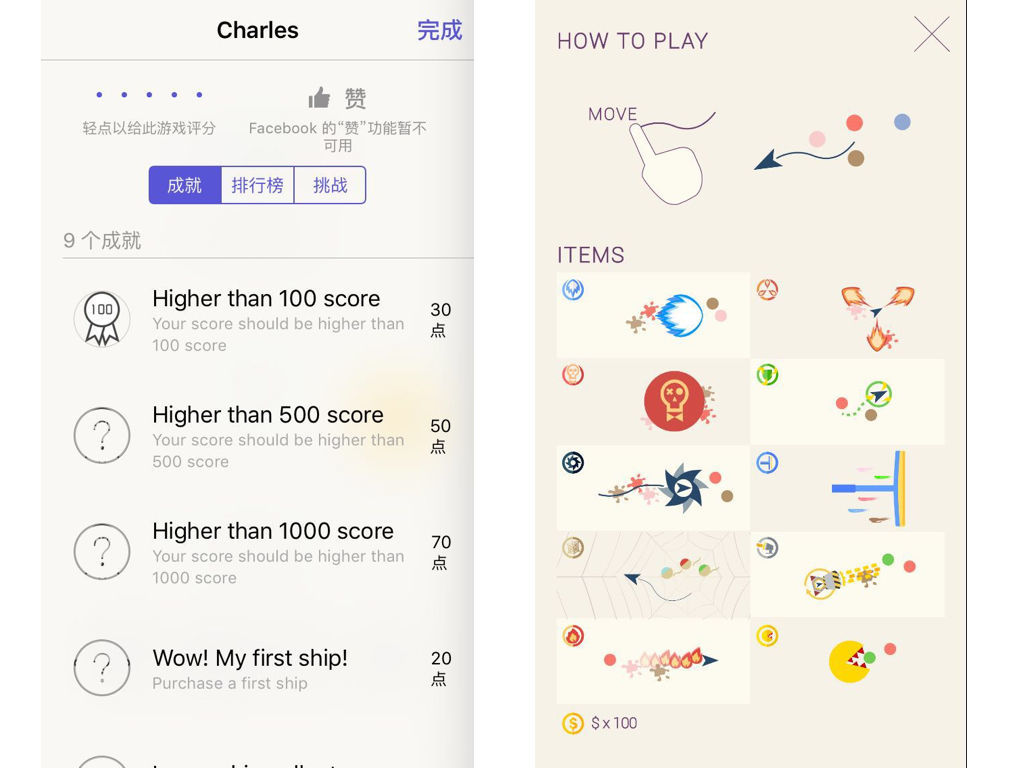 Charles
完成
赞
轻点以给此游戏评分
Facebook 的“赞”功能暂不
可用
成就
排行榜
挑战
9 个成就
100
Higher than 100 score
Your score should be higher than
100 score
30
点
Higher than 500 score
Your score should be higher than
500 score
50
点
Higher than 1000 score
Your score should be higher than
1000 score
70
点
Wow! My first ship!
Purchase a first ship
20
点
HOW TO PLAY
MOVE
ITEMS
$ x 100